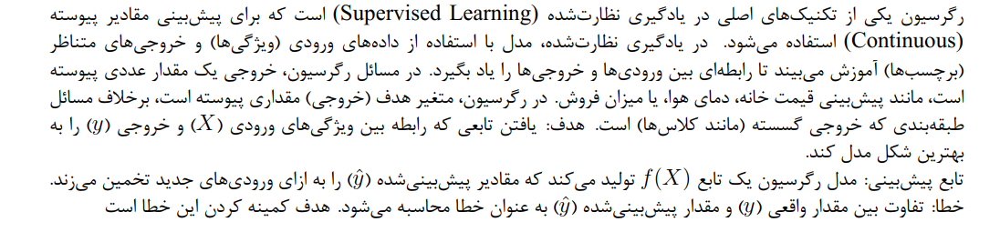 رگرسیون یکی از تکنیک‌های اصلی در یادگیری نظارت‌شده (Supervised Learning) است که برای پیش‌بینی مقادیر پیوسته
(Continuous) استفاده می‌شود. در یادگیری نظارت‌شده، مدل با استفاده از داده‌های ورودی (ویژگی‌ها) و خروجی‌های متناظر
(برچسب‌ها) آموزش می‌بیند تا رابطه‌ای بین ورودی‌ها و خروجی‌ها را یاد بگیرد. در مسائل رگرسیون، خروجی یک مقدار عددی پیوسته
است، مانند پیش‌بینی قیمت خانه، دمای هوا، یا میزان فروش. در رگرسیون، متغیر هدف (خروجی) مقداری پیوسته است، برخلاف مسائل
طبقه‌بندی که خروجی گسسته (مانند کلاس‌ها) است. هدف: یافتن تابعی که رابطه بین ویژگی‌های ورودی (X) و خروجی (y) را به
بهترین شکل مدل کند.
تابع پیش‌بینی: مدل رگرسیون یک تابع f(X) تولید می‌کند که مقادیر پیش‌بینی‌شده (ŷ) را به ازای ورودی‌های جدید تخمین می‌زند.
خطا: تفاوت بین مقدار واقعی (y) و مقدار پیش‌بینی‌شده (ŷ) به عنوان خطا محاسبه می‌شود. هدف کمینه کردن این خطا است